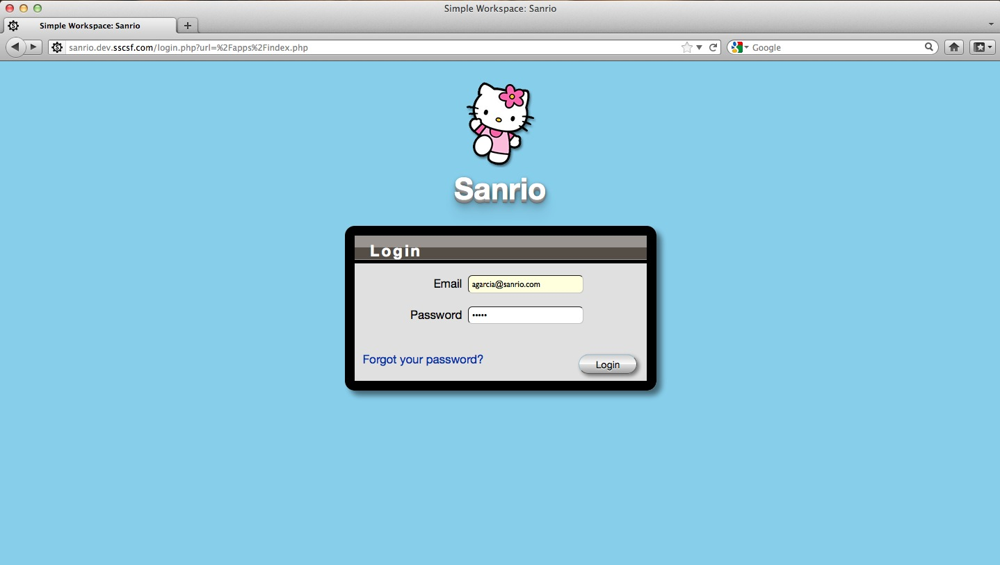 Simple Workspace: Sanrio
Simple Workspace: Sanrio
sanrio.dev.sscsf.com/login.php?url=%2Fapps%2Findex.php
Google
Sanrio
Login
Email agarcia@sanrio.com
Password •••••
Forgot your password? Login